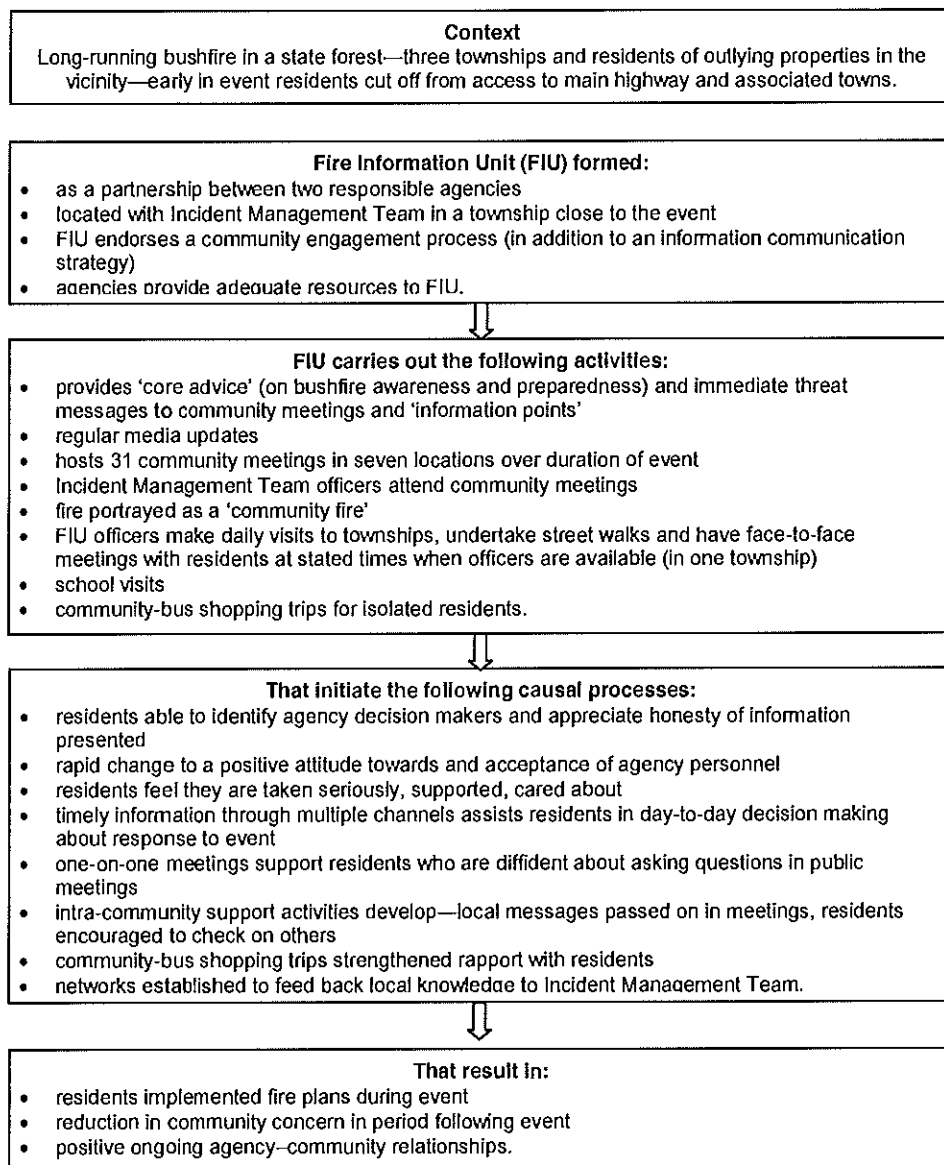 Context
Long-running bushfire in a state forest—three townships and residents of outlying properties in the
vicinity—early in event residents cut off from access to main highway and associated towns.
Fire Information Unit (FIU) formed:
• as a partnership between two responsible agencies
• located with Incident Management Team in a township close to the event
• FIU endorses a community engagement process (in addition to an information communication
strategy)
• agencies provide adequate resources to FIU.
FIU carries out the following activities:
• provides ‘core advice’ (on bushfire awareness and preparedness) and immediate threat
messages to community meetings and ‘information points’
• regular media updates
• hosts 31 community meetings in seven locations over duration of event
• Incident Management Team officers attend community meetings
• fire portrayed as a ‘community fire’
• FIU officers make daily visits to townships, undertake street walks and have face-to-face
meetings with residents at stated times when officers are available (in one township)
• school visits
• community-bus shopping trips for isolated residents.
That initiate the following causal processes:
• residents able to identify agency decision makers and appreciate honesty of information
presented
• rapid change to a positive attitude towards and acceptance of agency personnel
• residents feel they are taken seriously, supported, cared about
• timely information through multiple channels assists residents in day-to-day decision making
about response to event
• one-on-one meetings support residents who are diffident about asking questions in public
meetings
• intra-community support activities develop—local messages passed on in meetings, residents
encouraged to check on others
• community-bus shopping trips strengthened rapport with residents
• networks established to feed back local knowledge to Incident Management Team.
That result in:
• residents implemented fire plans during event
• reduction in community concern in period following event
• positive ongoing agency–community relationships.